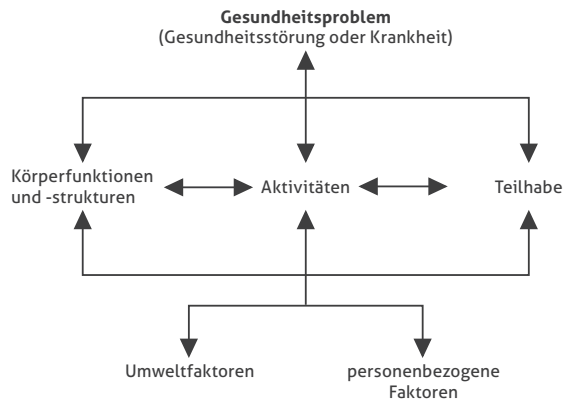 Gesundheitsproblem
(Gesundheitsstörung oder Krankheit)
Körperfunktionen
und -strukturen
Aktivitäten
Teilhabe
Umweltfaktoren
personenbezogene
Faktoren